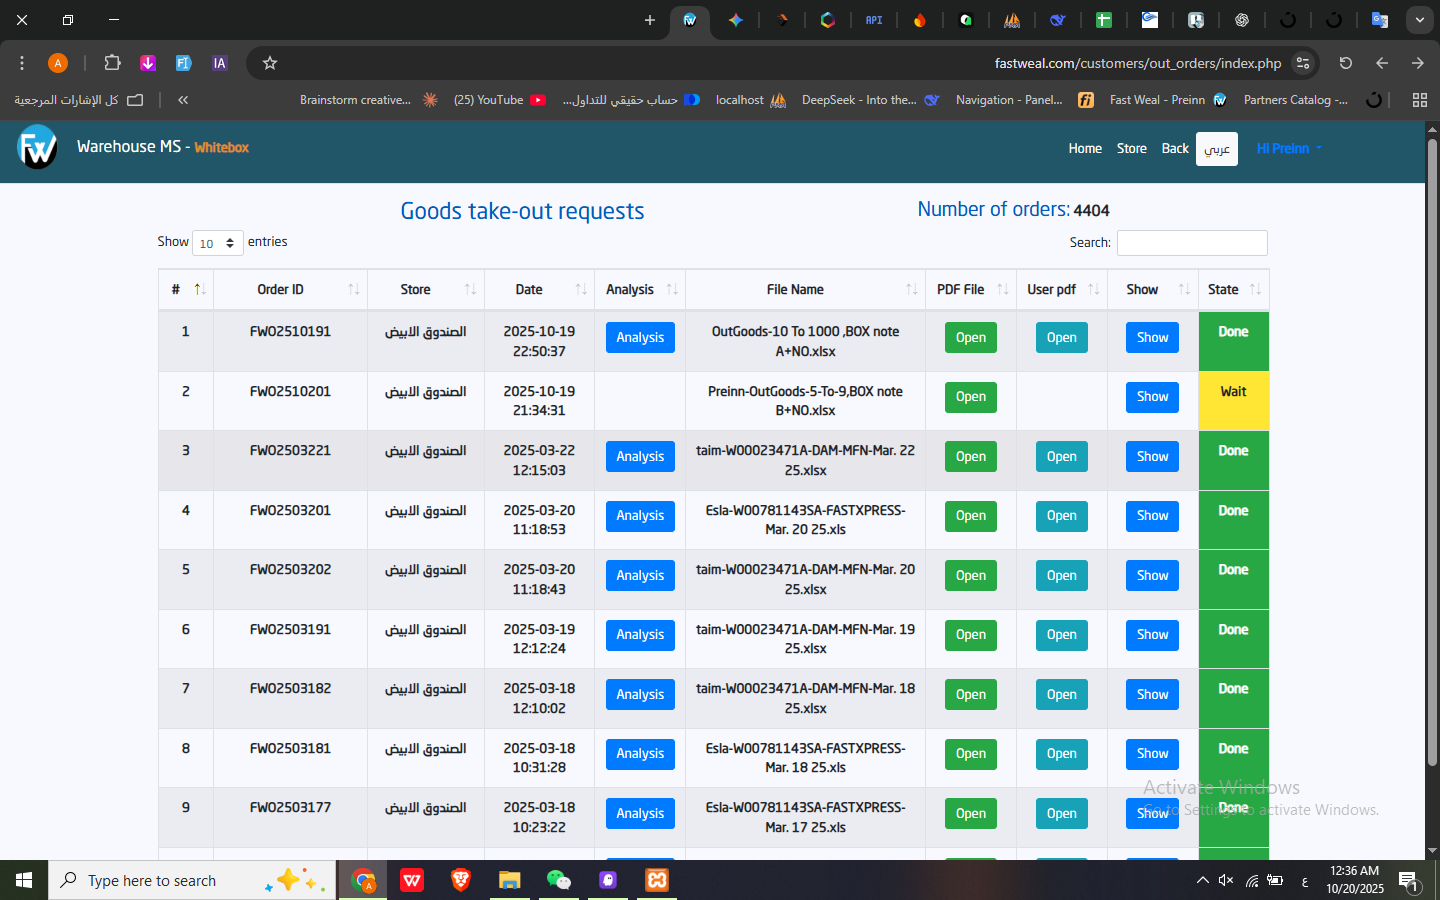 API
fastweal.com/customers/out_orders/index.php
A
IA
كل الإشارات المرجعية
Brainstorm creative...
(25) YouTube
حساب حقيقي للتداول...
localhost
DeepSeek - Into the...
Navigation - Panel...
Fast Weal - Preinn
Partners Catalog -...
FW
Warehouse MS - Whitebox
Home
Store
Back
عربي
HI Preinn
Goods take-out requests
Number of orders: 4404
Show 10 entries
Search:
# Order ID Store Date Analysis File Name PDF File User pdf Show State
1 FWO2510191 الصندوق الابيض 2025-10-19 22:50:37 Analysis OutGoods-10 To 1000 ,BOX note A+NO.xlsx Open Open Show Done
2 FWO2510201 الصندوق الابيض 2025-10-19 21:34:31 Preinn-OutGoods-5-To-9,BOX note B+NO.xlsx Open Show Wait
3 FWO2503221 الصندوق الابيض 2025-03-22 12:15:03 Analysis taim-W00023471A-DAM-MFN-Mar. 22 25.xlsx Open Open Show Done
4 FWO2503201 الصندوق الابيض 2025-03-20 11:18:53 Analysis Esla-W00781143SA-FASTXPRESS-Mar. 20 25.xls Open Open Show Done
5 FWO2503202 الصندوق الابيض 2025-03-20 11:18:43 Analysis taim-W00023471A-DAM-MFN-Mar. 20 25.xlsx Open Open Show Done
6 FWO2503191 الصندوق الابيض 2025-03-19 12:12:24 Analysis taim-W00023471A-DAM-MFN-Mar. 19 25.xlsx Open Open Show Done
7 FWO2503182 الصندوق الابيض 2025-03-18 12:10:02 Analysis taim-W00023471A-DAM-MFN-Mar. 18 25.xlsx Open Open Show Done
8 FWO2503181 الصندوق الابيض 2025-03-18 10:31:28 Analysis Esla-W00781143SA-FASTXPRESS-Mar. 18 25.xls Open Open Show Done
9 FWO2503177 الصندوق الابيض 2025-03-18 10:23:22 Analysis Esla-W00781143SA-FASTXPRESS-Mar. 17 25.xls Open Open Show Done
Activate Windows
Go to Settings to activate Windows.
Type here to search
ع
12:36 AM
10/20/2025
1